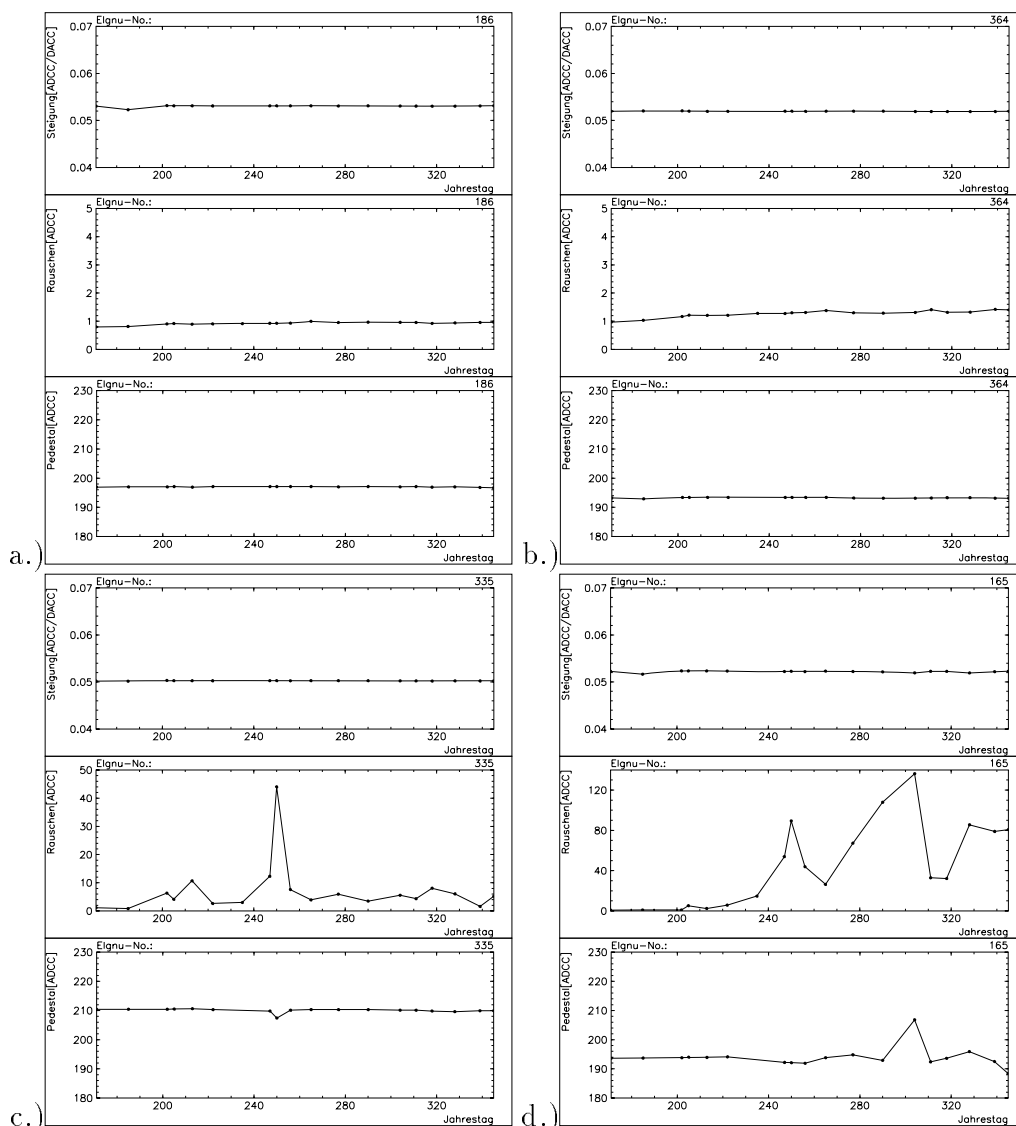 Elgnu-No.: 186
Steigung[ADCC/DACC]
0.07
0.06
0.05
0.04
200 240 280 320
Jahrestag
Elgnu-No.: 186
Rauschen[ADCC]
5
4
3
2
1
0
200 240 280 320
Jahrestag
Elgnu-No.: 186
Pedestal[ADCC]
230
220
210
200
190
180
200 240 280 320
Jahrestag
a.)
Elgnu-No.: 364
Steigung[ADCC/DACC]
0.07
0.06
0.05
0.04
200 240 280 320
Jahrestag
Elgnu-No.: 364
Rauschen[ADCC]
5
4
3
2
1
0
200 240 280 320
Jahrestag
Elgnu-No.: 364
Pedestal[ADCC]
230
220
210
200
190
180
200 240 280 320
Jahrestag
b.)
Elgnu-No.: 335
Steigung[ADCC/DACC]
0.07
0.06
0.05
0.04
200 240 280 320
Jahrestag
Elgnu-No.: 335
Rauschen[ADCC]
50
40
30
20
10
0
200 240 280 320
Jahrestag
Elgnu-No.: 335
Pedestal[ADCC]
230
220
210
200
190
180
200 240 280 320
Jahrestag
c.)
Elgnu-No.: 165
Steigung[ADCC/DACC]
0.07
0.06
0.05
0.04
200 240 280 320
Jahrestag
Elgnu-No.: 165
Rauschen[ADCC]
120
80
40
0
200 240 280 320
Jahrestag
Elgnu-No.: 165
Pedestal[ADCC]
230
220
210
200
190
180
200 240 280 320
Jahrestag
d.)